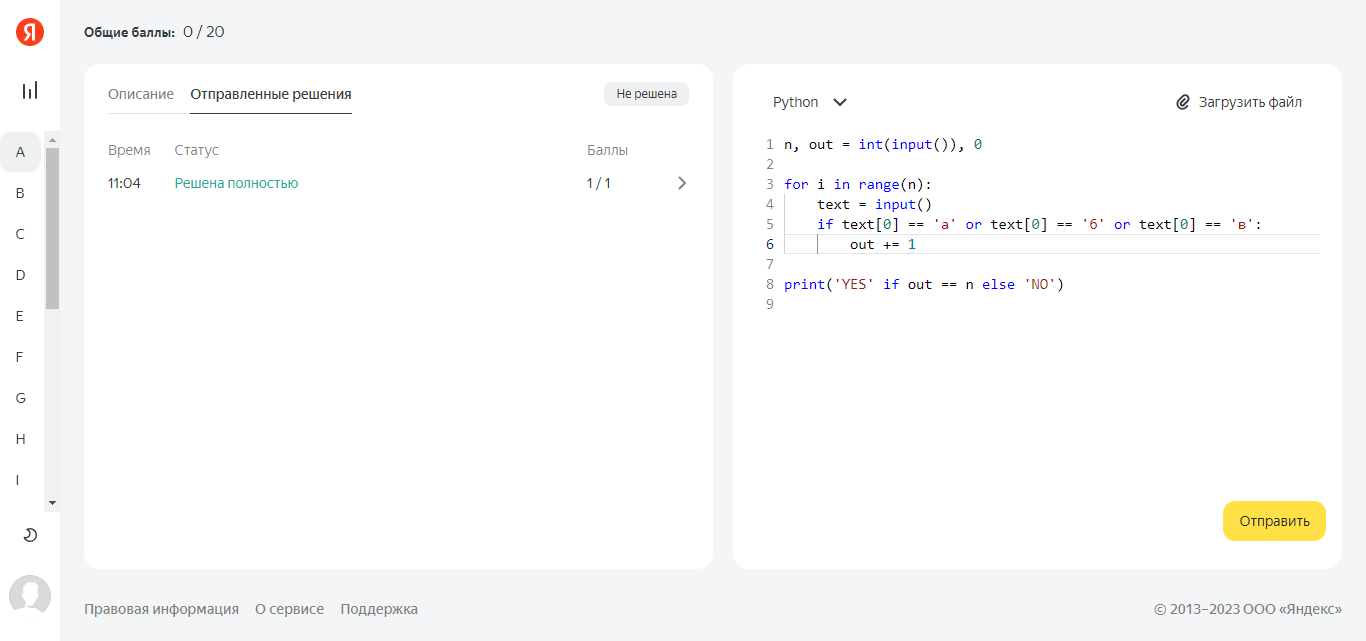 Я
Общие баллы: 0 / 20
A
B
C
D
E
F
G
H
I
Описание Отправленные решения Не решена
Время Статус Баллы
11:04 Решена полностью 1 / 1
Python Загрузить файл
1 n, out = int(input()), 0
2
3 for i in range(n):
4 text = input()
5 if text[0] == 'а' or text[0] == 'б' or text[0] == 'в':
6 out += 1
7
8 print('YES' if out == n else 'NO')
9
Отправить
Правовая информация О сервисе Поддержка
© 2013–2023 ООО «Яндекс»